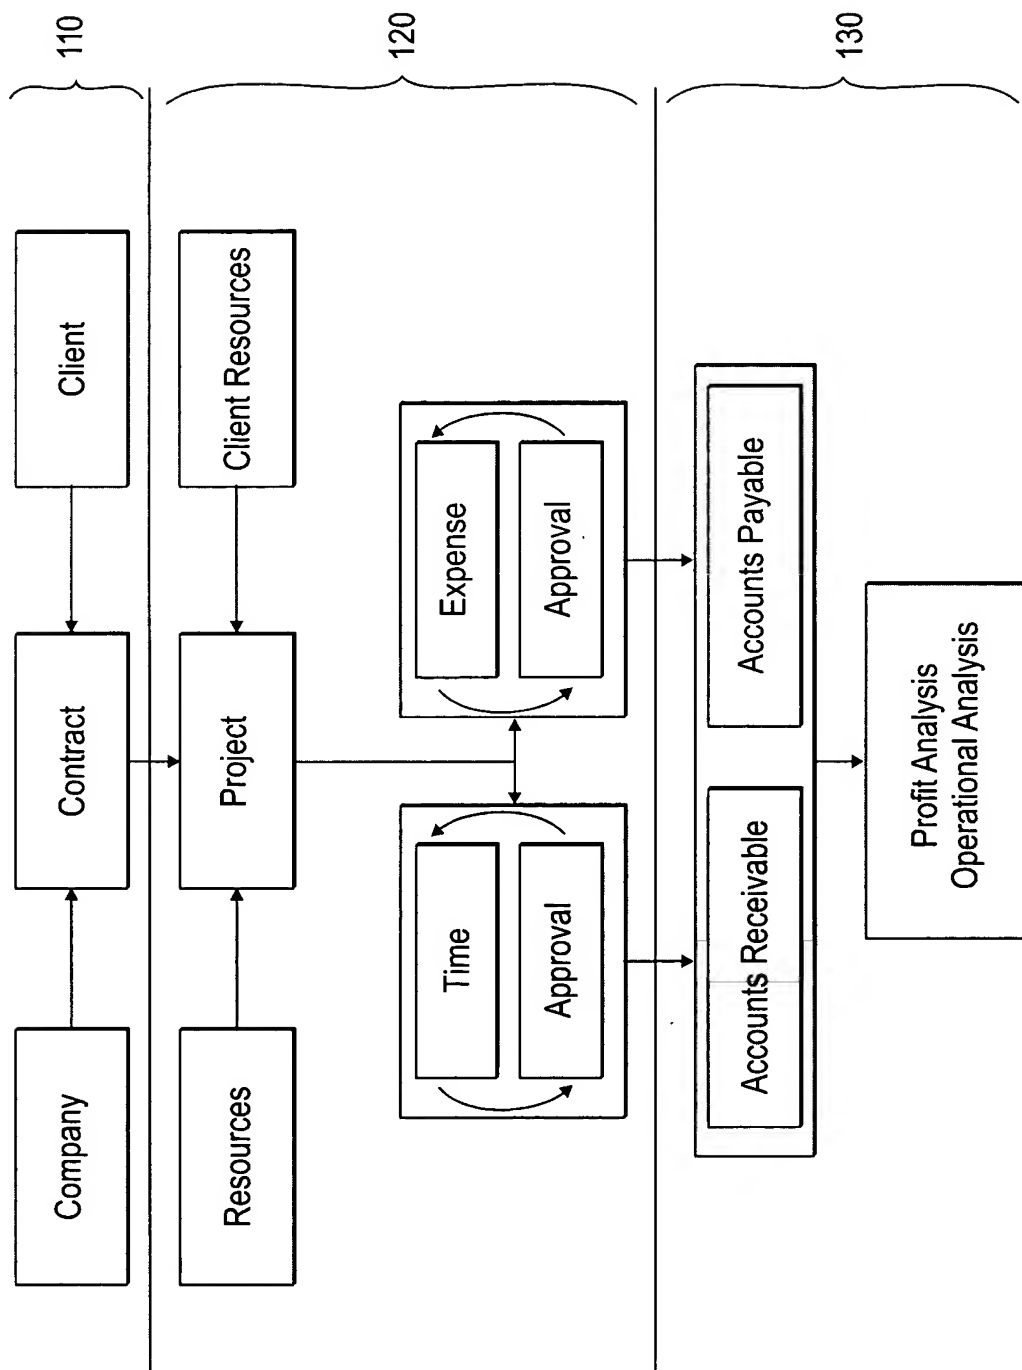 Company
Contract
Client
110
Resources
Project
Client Resources
120
Time
Approval
Expense
Approval
Accounts Receivable
Accounts Payable
130
Profit Analysis
Operational Analysis